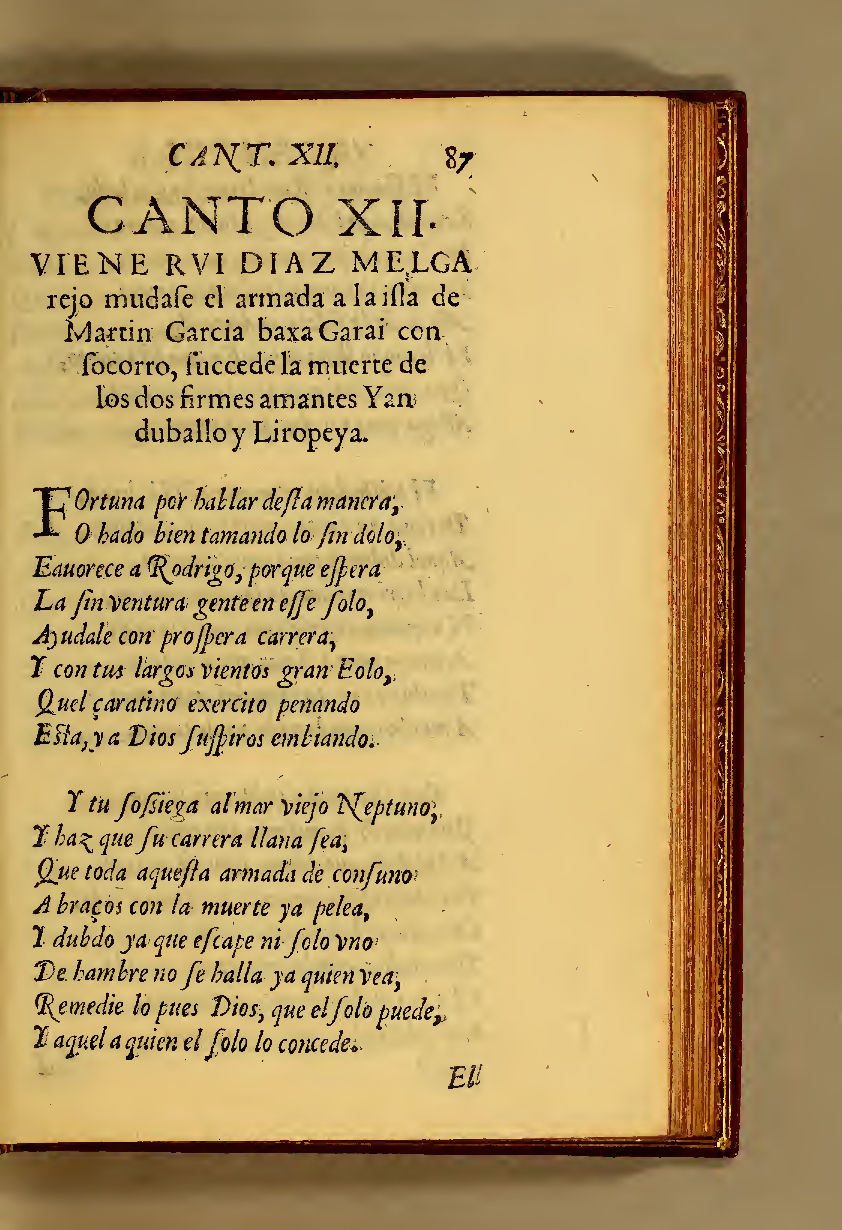 CANT. XII. 87
CANTO XII.
VIENE RVI DIAZ MELGA
rejo mudaſe el armada a la iſla de
Martin Garcia baxa Garai con
ſocorro, ſuccede la muerte de
los dos firmes amantes Yan
duballo y Liropeya.
FOrtuna por hallar deſta manera,
O hado bien tamando lo ſin dolo,
Fauorece a Rodrigo, porque eſpera
La ſin ventura gente en eſſe ſolo,
Ayudale con proſpera carrera,
Y con tus largos vientos gran Eolo,
Quel çaratino exercito penando
Eſta, y a Dios ſuſpiros embiando.
Y tu ſoſsiega al mar viejo Neptuno,
Y haz que ſu carrera llana ſea,
Que toda aqueſta armada de conſuno
A braços con la muerte ya pelea,
Y dubdo ya que eſcape ni ſolo vno
De hambre no ſe halla ya quien vea,
Remedie lo pues Dios, que el ſolo puede,
Y aquel a quien el ſolo lo concede.
El